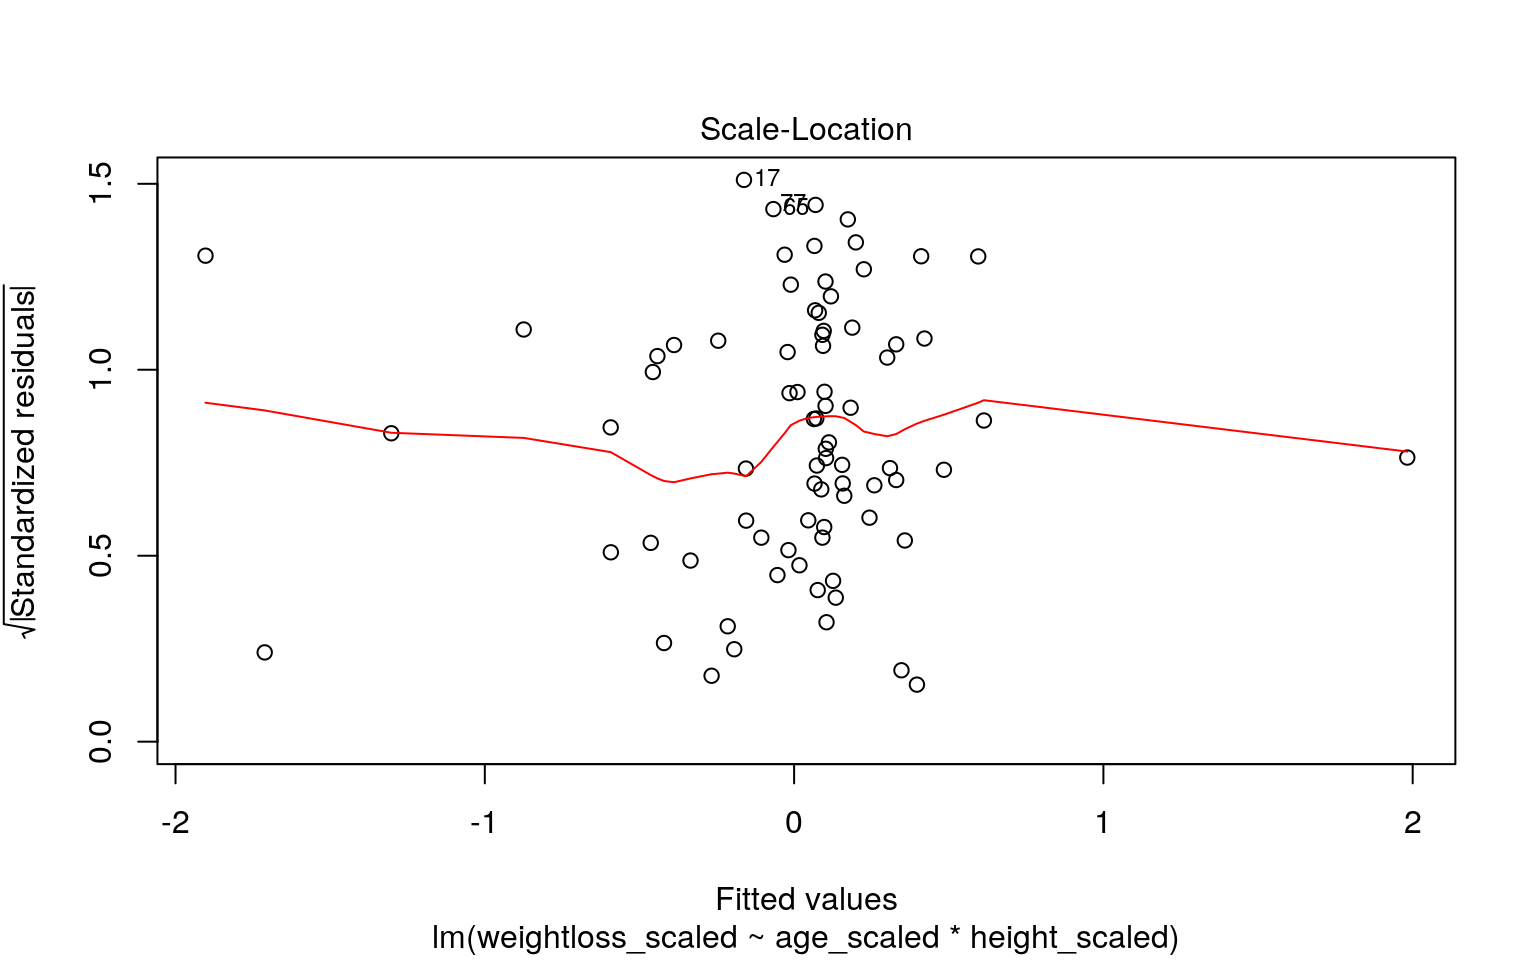 Scale-Location
√|Standardized residuals|
1.5
1.0
0.5
0.0
17
77
65
-2 -1 0 1 2
Fitted values
lm(weightloss_scaled ~ age_scaled * height_scaled)